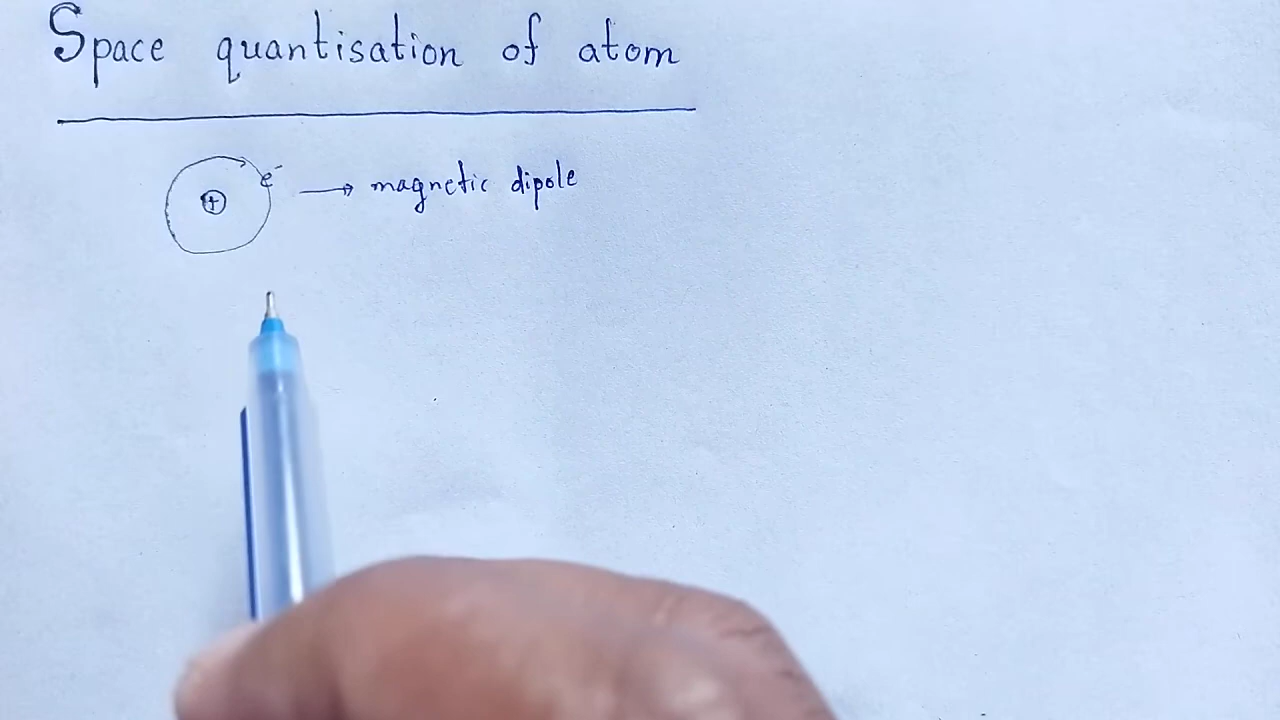 Space quantisation of atom
+ e⁻ → magnetic dipole